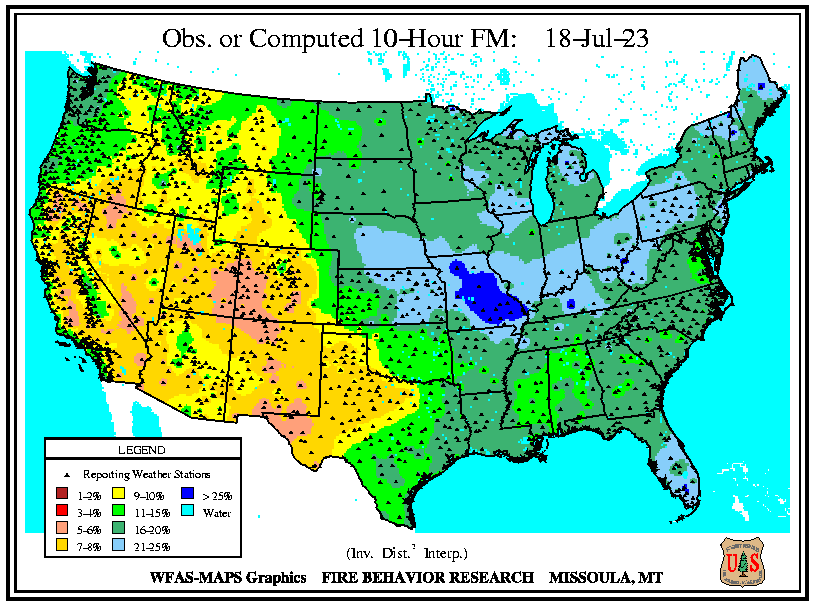 Obs. or Computed 10-Hour FM: 18-Jul-23
LEGEND
Reporting Weather Stations
1-2% 9-10% > 25%
3-4% 11-15% Water
5-6% 16-20%
7-8% 21-25%
(Inv. Dist.² Interp.)
WFAS-MAPS Graphics FIRE BEHAVIOR RESEARCH MISSOULA, MT
U S